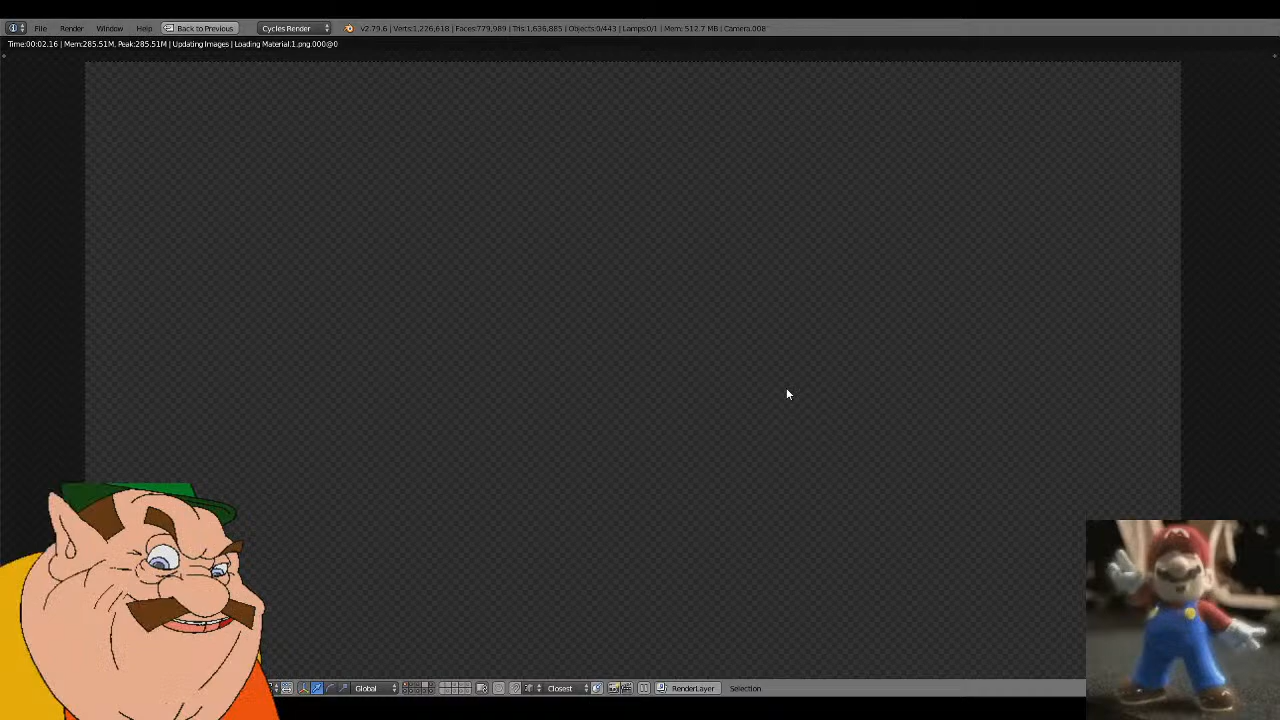 File Render Window Help Back to Previous Cycles Render v2.79.6 | Verts:1,226,618 | Faces:779,989 | Tris:1,636,885 | Objects:0/443 | Lamps:0/1 | Mem: 512.7 MB | Camera.008
Time:00:02.16 | Mem:285.51M, Peak:285.51M | Updating Images | Loading Material.1.png.000@0
Global Closest RenderLayer Selection